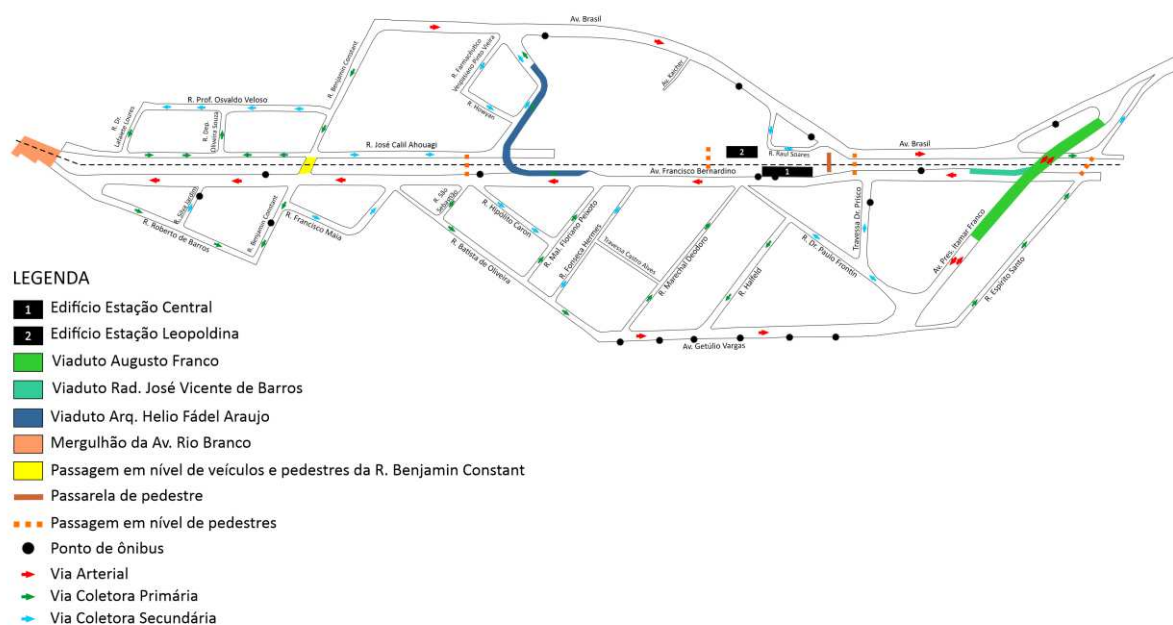 Av. Brasil
R. Benjamin Constant
R. Farmacêutico
Vespasiano Pinto Vieira
Av. Kacher
R. Prof. Osvaldo Veloso
R. Dr.
Lafaiete Loures
R. Dep.
Oliveira Souza
R. Howyan
R. José Calil Ahouagi
2
R. Raul Soares
Av. Brasil
Av. Francisco Bernardino
1
R. Silva Jardim
R. Benjamin Constant
R. Francisco Maia
R. São
Sebastião
R. Hipólito Caron
R. Mal. Floriano Peixoto
R. Fonseca Hermes
Travessa Castro Alves
R. Marechal Deodoro
R. Halfeld
R. Dr. Paulo Frontin
Travessa Dr. Prisco
Av. Pres. Itamar Franco
R. Espírito Santo
R. Roberto de Barros
R. Batista de Oliveira
Av. Getúlio Vargas
LEGENDA
1 Edifício Estação Central
2 Edifício Estação Leopoldina
Viaduto Augusto Franco
Viaduto Rad. José Vicente de Barros
Viaduto Arq. Helio Fádel Araujo
Mergulhão da Av. Rio Branco
Passagem em nível de veículos e pedestres da R. Benjamin Constant
Passarela de pedestre
Passagem em nível de pedestres
Ponto de ônibus
Via Arterial
Via Coletora Primária
Via Coletora Secundária